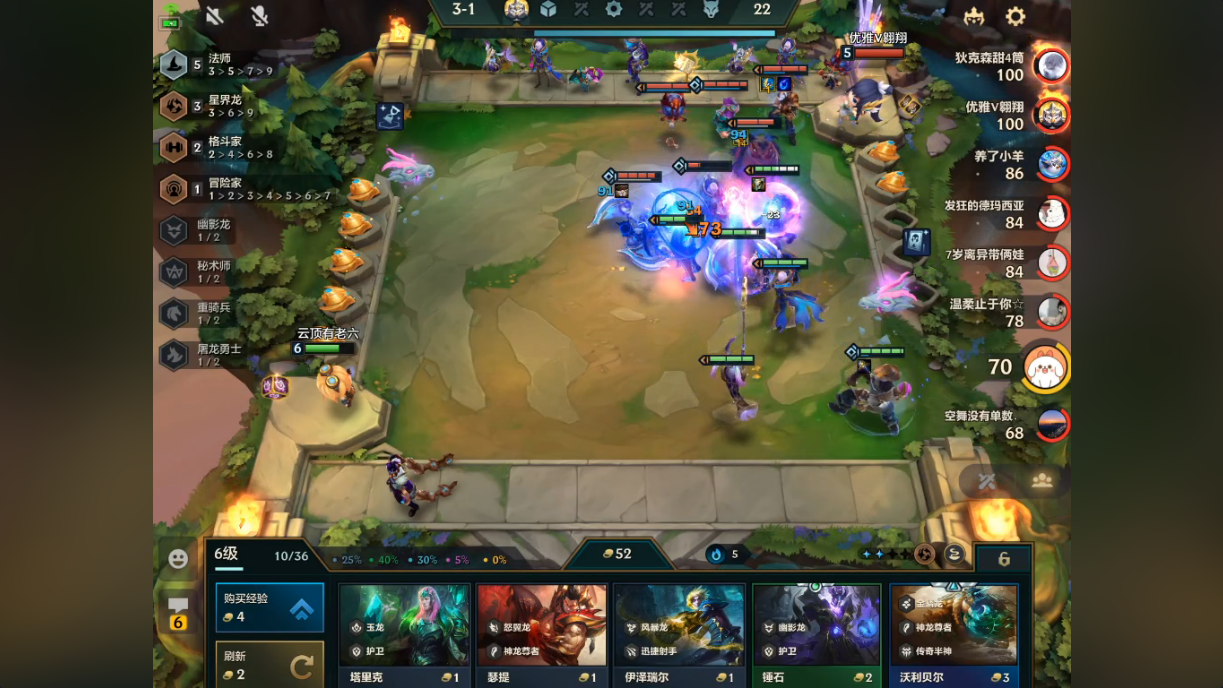 3-1
22
优雅V翱翔
5
法师
5
3 > 5 > 7 > 9
星界龙
3
3 > 6 > 9
格斗家
2
2 > 4 > 6 > 8
冒险家
1
1 > 2 > 3 > 4 > 5 > 6 > 7
幽影龙
1 / 2
秘术师
1 / 2
重骑兵
1 / 2
屠龙勇士
1 / 2
狄克森甜4筒
100
优雅V翱翔
100
养了小羊
86
发狂的德玛西亚
84
7岁离异带俩娃
84
温柔止于你☆
78
70
空舞没有单数.
68
94
91
91
73
-23
云顶有老六
6
6级
10/36
25%
40%
30%
5%
0%
52
5
6
6
购买经验
4
刷新
2
玉龙
护卫
塔里克
1
怒翼龙
神龙尊者
瑟提
1
风暴龙
迅捷射手
伊泽瑞尔
1
幽影龙
护卫
锤石
2
金鳞龙
神龙尊者
传奇半神
沃利贝尔
3